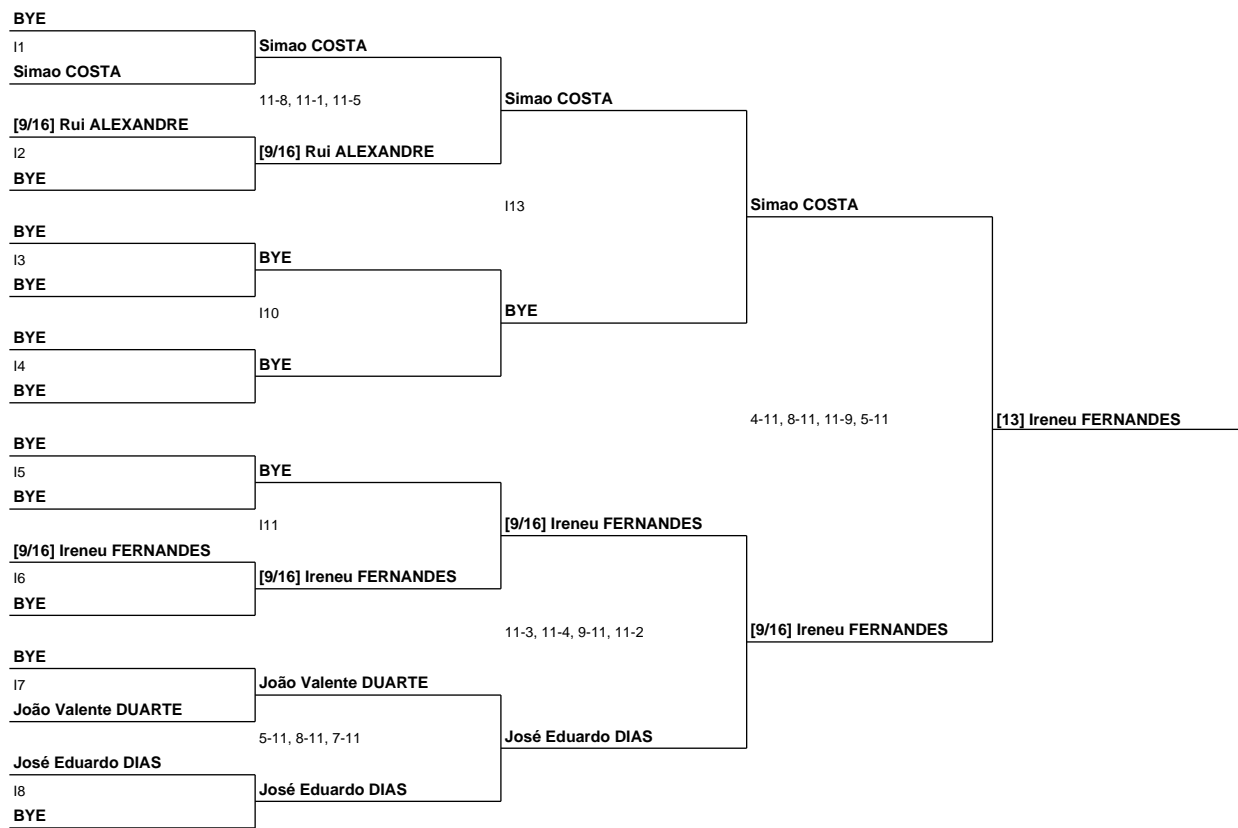 BYE
I1
Simao COSTA
Simao COSTA
11-8, 11-1, 11-5
Simao COSTA
[9/16] Rui ALEXANDRE
I2
[9/16] Rui ALEXANDRE
BYE
I13
Simao COSTA
BYE
I3
BYE
BYE
I10
BYE
BYE
I4
BYE
BYE
4-11, 8-11, 11-9, 5-11
[13] Ireneu FERNANDES
BYE
I5
BYE
BYE
I11
[9/16] Ireneu FERNANDES
[9/16] Ireneu FERNANDES
I6
[9/16] Ireneu FERNANDES
BYE
11-3, 11-4, 9-11, 11-2
[9/16] Ireneu FERNANDES
BYE
I7
João Valente DUARTE
João Valente DUARTE
5-11, 8-11, 7-11
José Eduardo DIAS
José Eduardo DIAS
I8
José Eduardo DIAS
BYE